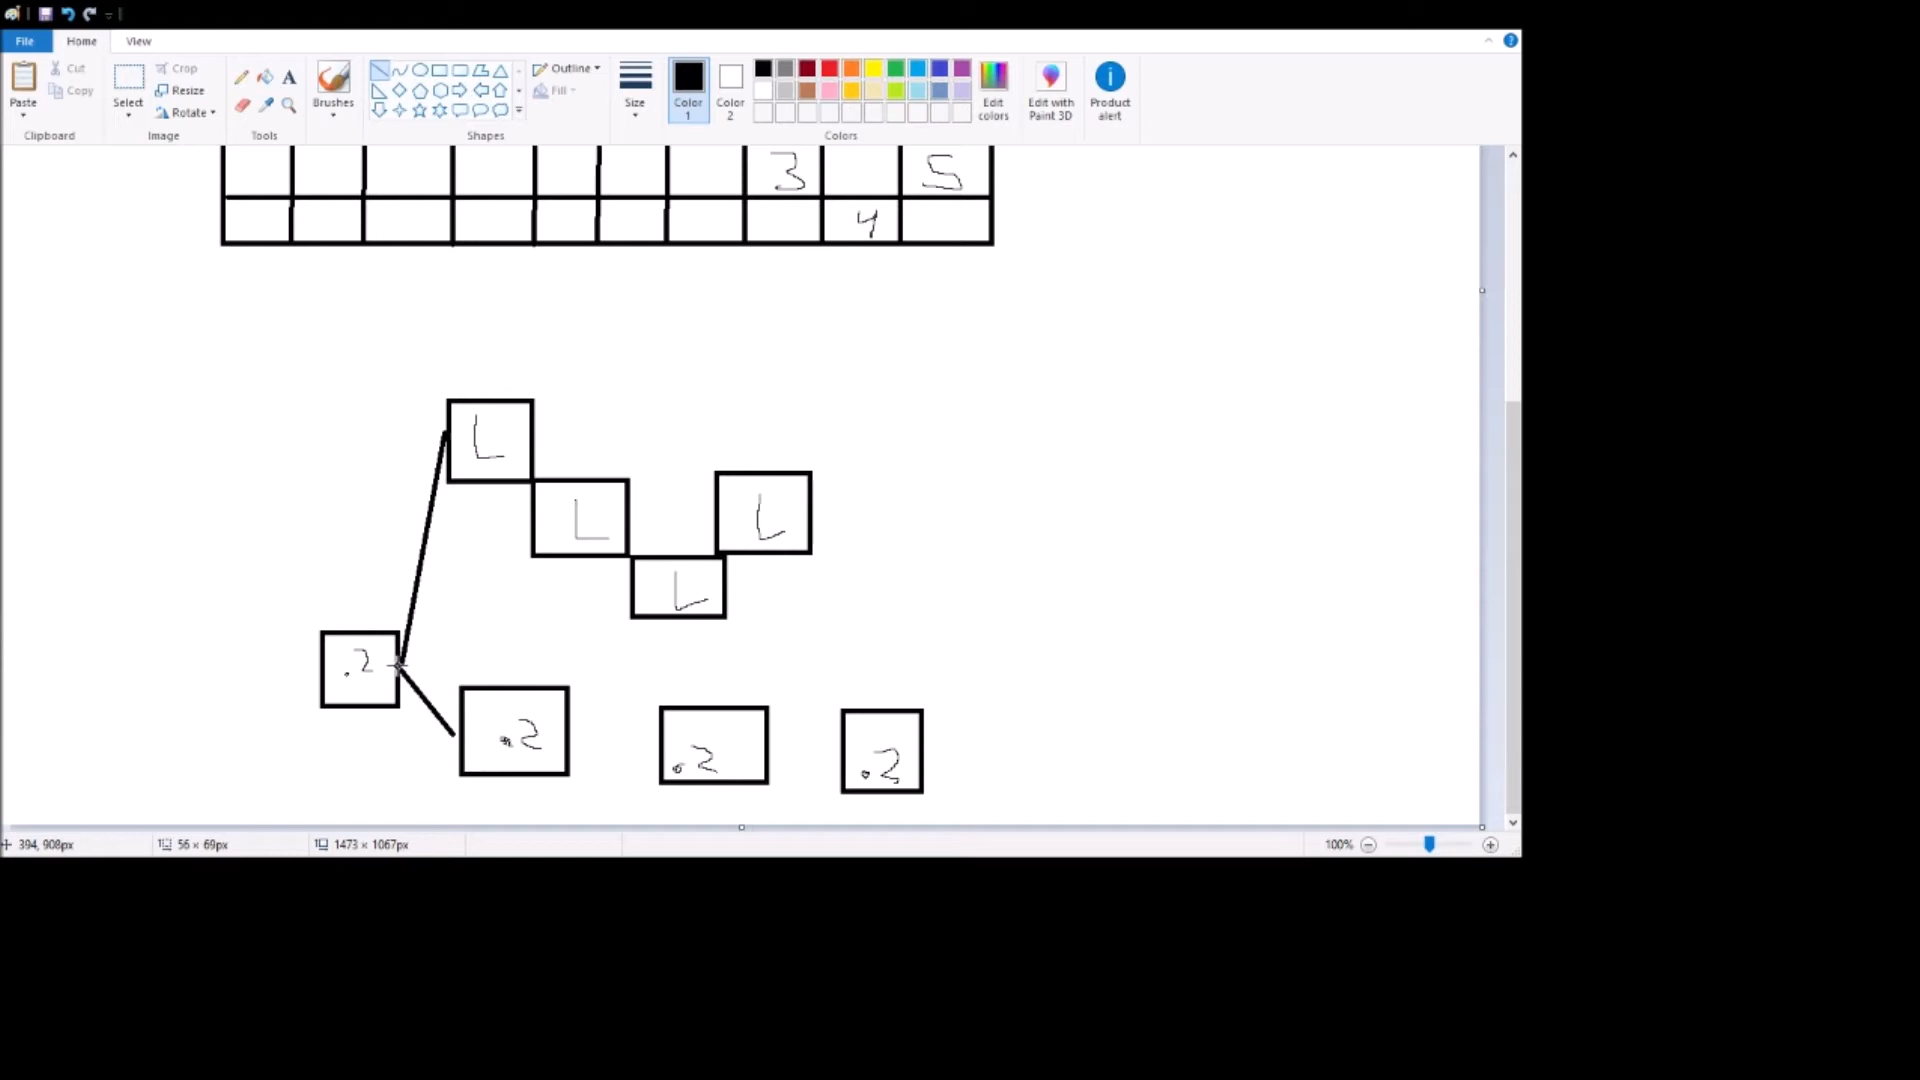 File Home View
Paste Cut Copy Select Crop Resize Rotate Brushes Outline Fill Size Color 1 Color 2 Edit colors Edit with Paint 3D Product alert
A
Clipboard Image Tools Shapes Colors
3 5
4
L
L L
L
.2
.2 .2 .2
394, 908px 56 × 69px 1473 × 1067px 100%